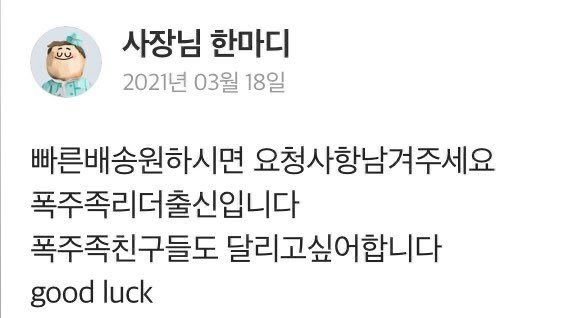 사장님 한마디
2021년 03월 18일
빠른배송원하시면 요청사항남겨주세요
폭주족리더출신입니다
폭주족친구들도 달리고싶어합니다
good luck